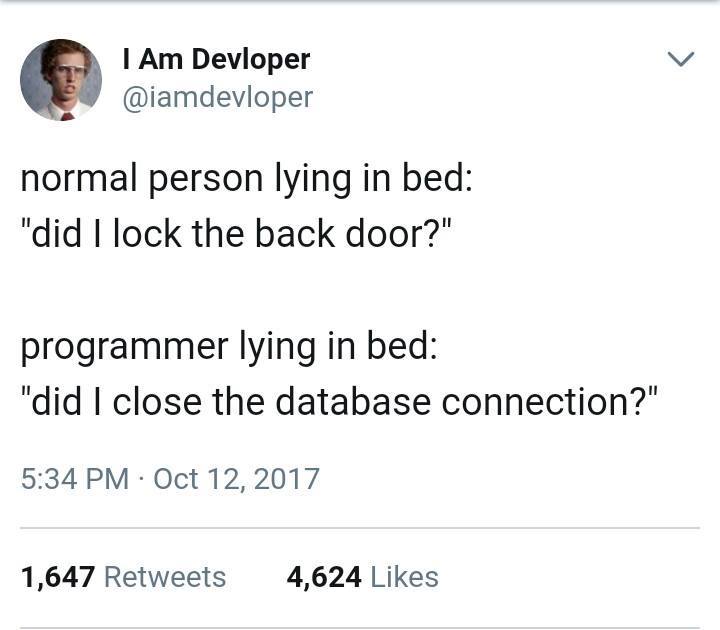 I Am Devloper
@iamdevloper
normal person lying in bed:
"did I lock the back door?"
programmer lying in bed:
"did I close the database connection?"
5:34 PM · Oct 12, 2017
1,647 Retweets 4,624 Likes